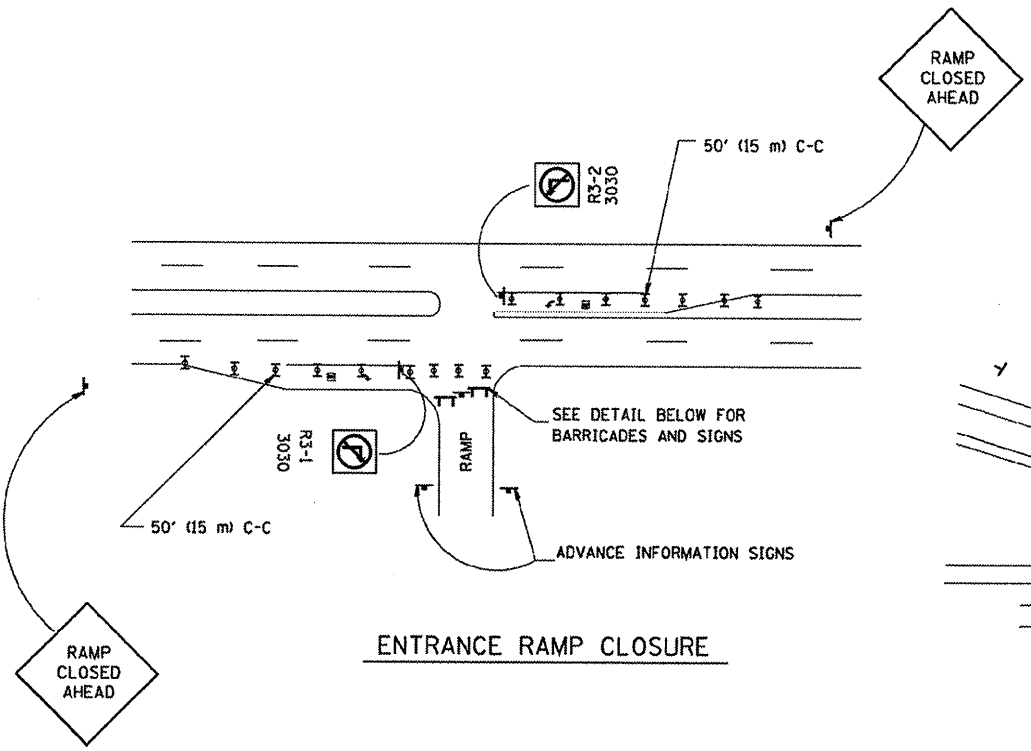 RAMP
CLOSED
AHEAD
50' (15 m) C-C
R3-2
3030
SEE DETAIL BELOW FOR
BARRICADES AND SIGNS
R3-1
3030
RAMP
50' (15 m) C-C
ADVANCE INFORMATION SIGNS
ENTRANCE RAMP CLOSURE
RAMP
CLOSED
AHEAD